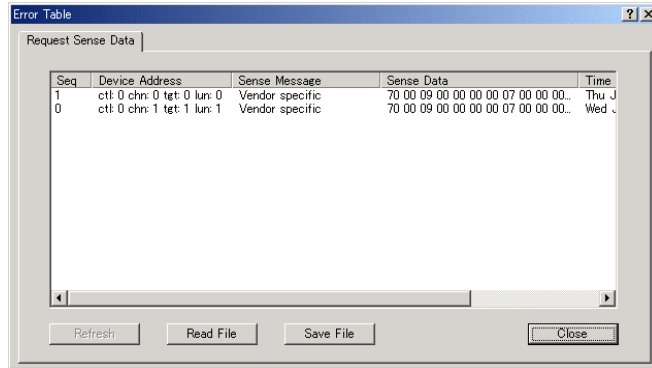 Error Table
Request Sense Data
Seq Device Address Sense Message Sense Data Time
1 ctl: 0 chn: 0 tgt: 0 lun: 0 Vendor specific 70 00 09 00 00 00 00 07 00 00 00... Thu J
0 ctl: 0 chn: 1 tgt: 1 lun: 1 Vendor specific 70 00 09 00 00 00 00 07 00 00 00... Wed J
Refresh Read File Save File Close